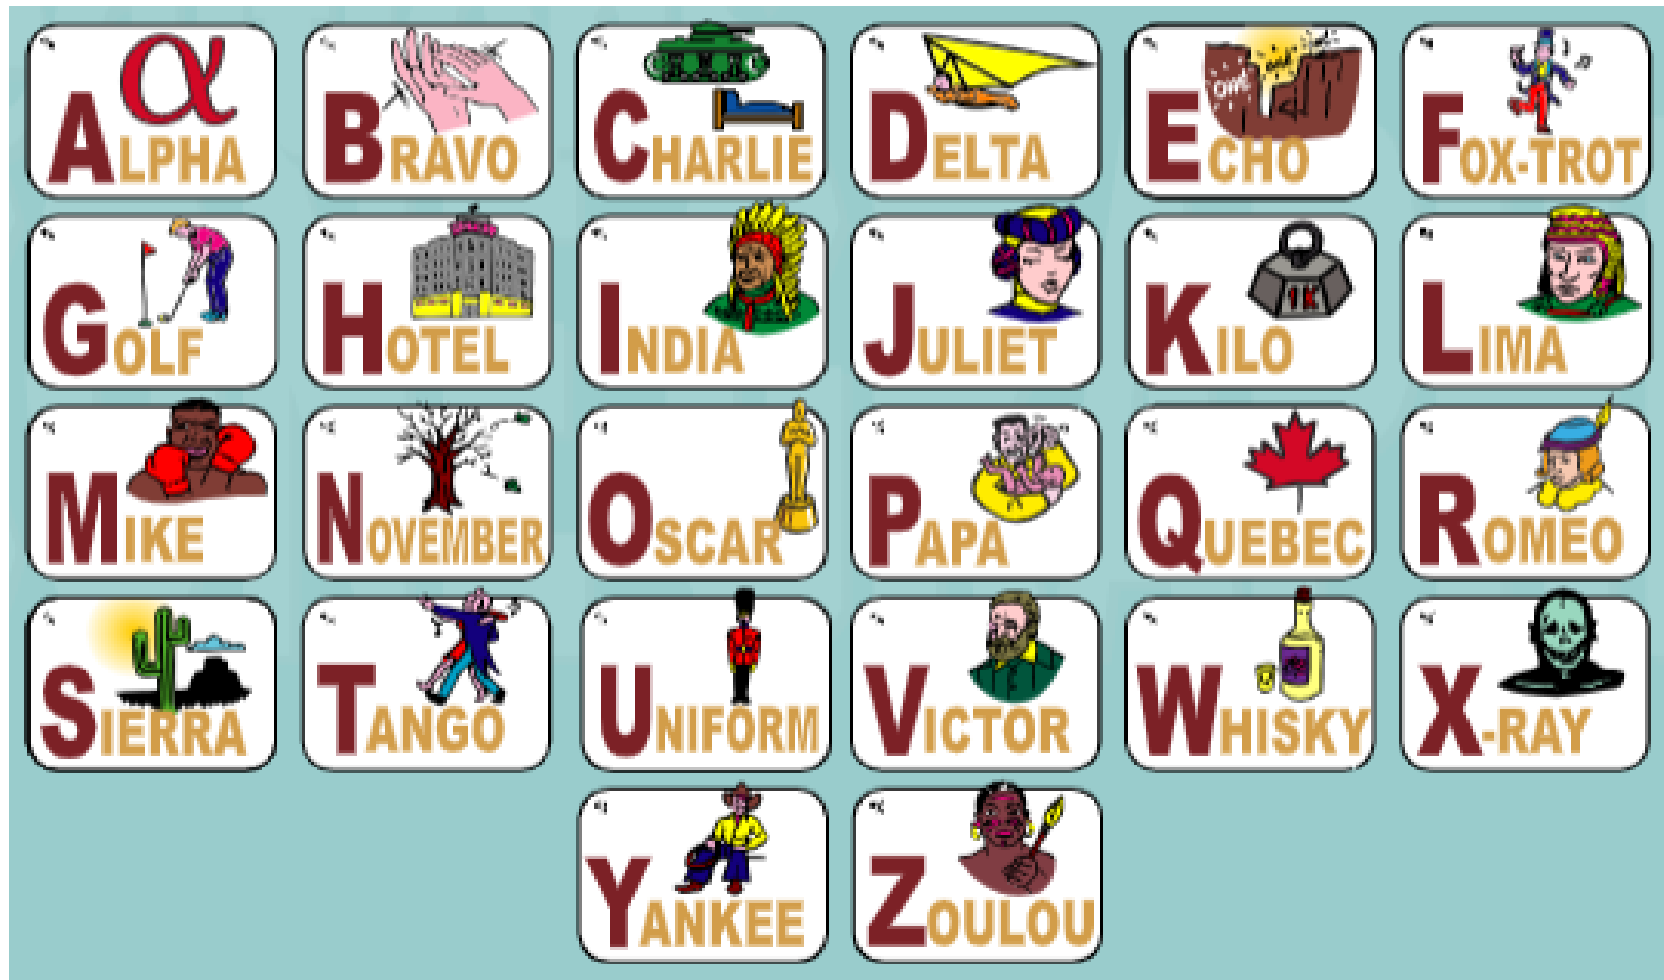 ALPHA BRAVO CHARLIE DELTA ECHO FOX-TROT
GOLF HOTEL INDIA JULIET KILO LIMA
1K
MIKE NOVEMBER OSCAR PAPA QUEBEC ROMEO
SIERRA TANGO UNIFORM VICTOR WHISKY X-RAY
YANKEE ZOULOU